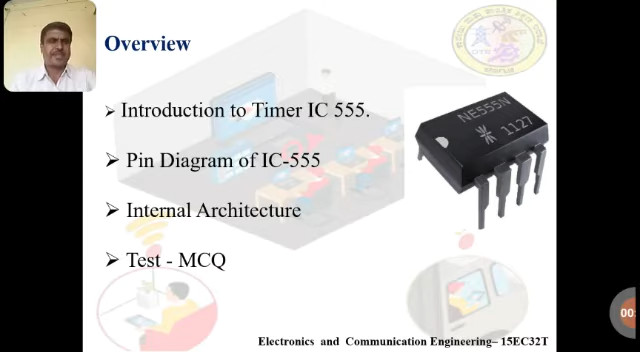 Overview
➢ Introduction to Timer IC 555.
➢ Pin Diagram of IC-555
➢ Internal Architecture
➢ Test - MCQ
NE555N
1127
Electronics and Communication Engineering– 15EC32T